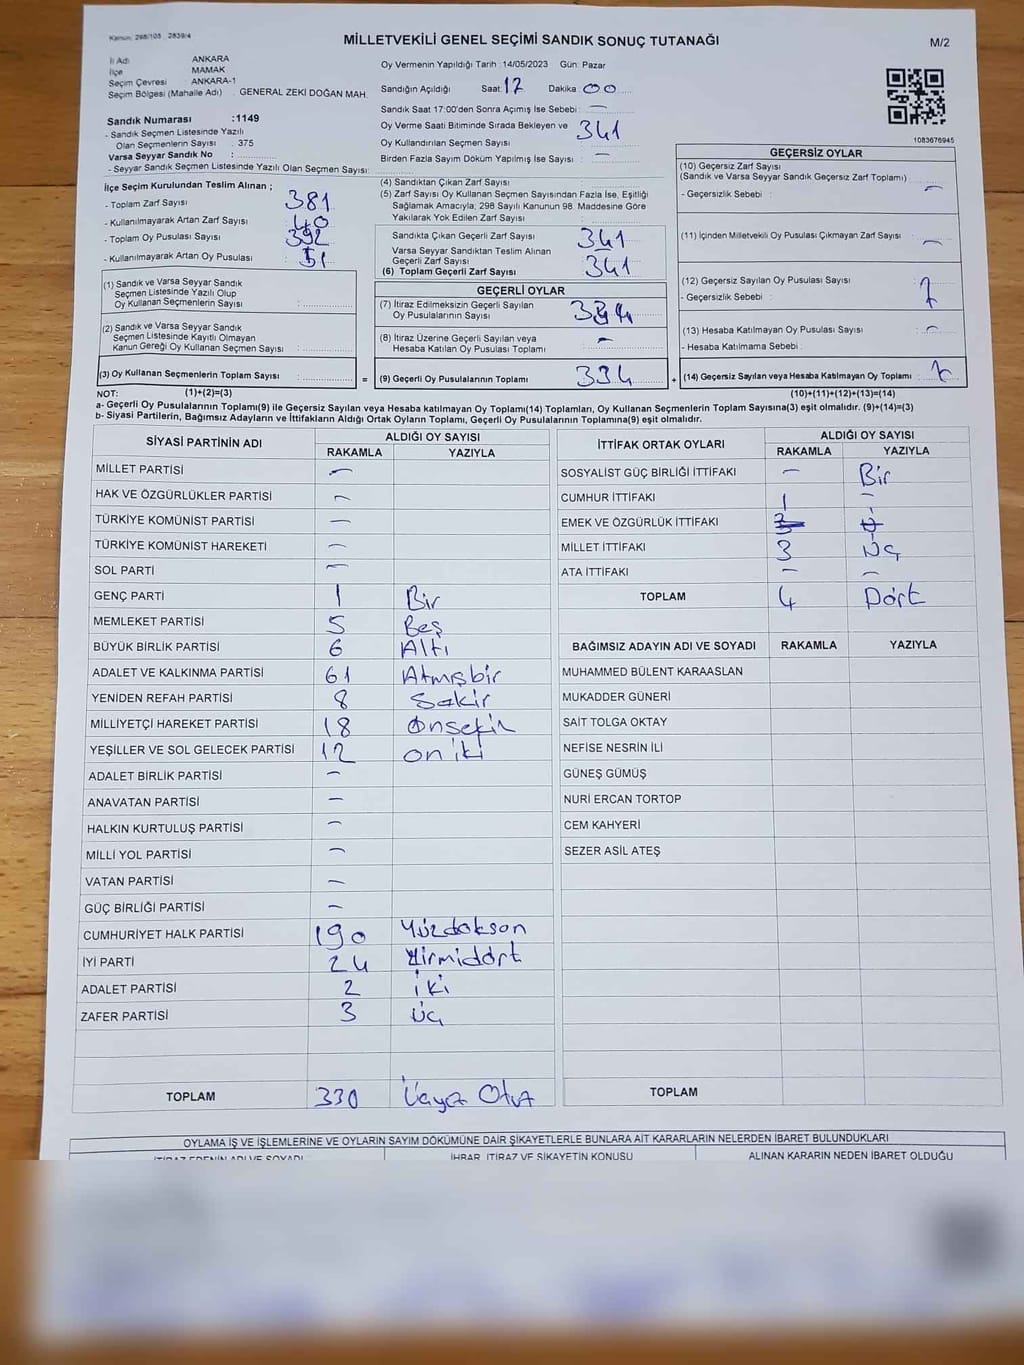 Kanun: 298/105 , 2839/4
MİLLETVEKİLİ GENEL SEÇİMİ SANDIK SONUÇ TUTANAĞI
M/2
İl Adı : ANKARA
İlçe : MAMAK
Seçim Çevresi : ANKARA-1
Seçim Bölgesi (Mahalle Adı) : GENERAL ZEKİ DOĞAN MAH.
Sandık Numarası :1149
- Sandık Seçmen Listesinde Yazılı
Olan Seçmenlerin Sayısı : 375
Varsa Seyyar Sandık No :
- Seyyar Sandık Seçmen Listesinde Yazılı Olan Seçmen Sayısı:
Oy Vermenin Yapıldığı Tarih :14/05/2023 Gün: Pazar
Sandığın Açıldığı Saat: 17 Dakika 00
Sandık Saat 17:00'den Sonra Açımış İse Sebebi: —
Oy Verme Saati Bitiminde Sırada Bekleyen ve
Oy Kullandırılan Seçmen Sayısı : 341
Birden Fazla Sayım Döküm Yapılmış İse Sayısı : —
1083676945
İlçe Seçim Kurulundan Teslim Alınan ;
- Toplam Zarf Sayısı : 381
- Kullanılmayarak Artan Zarf Sayısı : 40
- Toplam Oy Pusulası Sayısı : 392
- Kullanılmayarak Artan Oy Pusulası : 51
(1) Sandık ve Varsa Seyyar Sandık
Seçmen Listesinde Yazılı Olup
Oy Kullanan Seçmenlerin Sayısı :
(2) Sandık ve Varsa Seyyar Sandık
Seçmen Listesinde Kayıtlı Olmayan
Kanun Gereği Oy Kullanan Seçmen Sayısı :
(3) Oy Kullanan Seçmenlerin Toplam Sayısı :
(4) Sandıktan Çıkan Zarf Sayısı :
(5) Zarf Sayısı Oy Kullanan Seçmen Sayısından Fazla İse, Eşitliği
Sağlamak Amacıyla; 298 Sayılı Kanunun 98. Maddesine Göre
Yakılarak Yok Edilen Zarf Sayısı :
Sandıkta Çıkan Geçerli Zarf Sayısı : 341
Varsa Seyyar Sandıktan Teslim Alınan
Geçerli Zarf Sayısı : —
(6) Toplam Geçerli Zarf Sayısı : 341
GEÇERLİ OYLAR
(7) İtiraz Edilmeksizin Geçerli Sayılan
Oy Pusulalarının Sayısı :
(8) İtiraz Üzerine Geçerli Sayılan veya
Hesaba Katılan Oy Pusulası Toplamı : —
= (9) Geçerli Oy Pusulalarının Toplamı : 334
GEÇERSİZ OYLAR
(10) Geçersiz Zarf Sayısı
(Sandık ve Varsa Seyyar Sandık Geçersiz Zarf Toplamı) : —
- Geçersizlik Sebebi :
(11) İçinden Milletvekili Oy Pusulası Çıkmayan Zarf Sayısı : —
(12) Geçersiz Sayılan Oy Pusulası Sayısı : 7
- Geçersizlik Sebebi :
(13) Hesaba Katılmayan Oy Pusulası Sayısı : —
- Hesaba Katılmama Sebebi :
+ (14) Geçersiz Sayılan veya Hesaba Katılmayan Oy Toplamı :
NOT: (1)+(2)=(3)
(10)+(11)+(12)+(13)=(14)
a- Geçerli Oy Pusulalarının Toplamı(9) ile Geçersiz Sayılan veya Hesaba katılmayan Oy Toplamı(14) Toplamları, Oy Kullanan Seçmenlerin Toplam Sayısına(3) eşit olmalıdır. (9)+(14)=(3)
b- Siyasi Partilerin, Bağımsız Adayların ve İttifakların Aldığı Ortak Oyların Toplamı, Geçerli Oy Pusulalarının Toplamına(9) eşit olmalıdır.
SİYASİ PARTİNİN ADI ALDIĞI OY SAYISI
RAKAMLA YAZIYLA
MİLLET PARTİSİ —
HAK VE ÖZGÜRLÜKLER PARTİSİ —
TÜRKİYE KOMÜNİST PARTİSİ —
TÜRKİYE KOMÜNİST HAREKETİ —
SOL PARTİ —
GENÇ PARTİ 1 Bir
MEMLEKET PARTİSİ 5 Beş
BÜYÜK BİRLİK PARTİSİ 6 Altı
ADALET VE KALKINMA PARTİSİ 61 Atmışbir
YENİDEN REFAH PARTİSİ 8 Sekiz
MİLLİYETÇİ HAREKET PARTİSİ 18 Onsekiz
YEŞİLLER VE SOL GELECEK PARTİSİ 12 on iki
ADALET BİRLİK PARTİSİ —
ANAVATAN PARTİSİ —
HALKIN KURTULUŞ PARTİSİ —
MİLLİ YOL PARTİSİ —
VATAN PARTİSİ —
GÜÇ BİRLİĞİ PARTİSİ —
CUMHURİYET HALK PARTİSİ 190 Yüzdokson
İYİ PARTİ 24 Yirmidört
ADALET PARTİSİ 2 iki
ZAFER PARTİSİ 3 üç
TOPLAM 330
İTTİFAK ORTAK OYLARI ALDIĞI OY SAYISI
RAKAMLA YAZIYLA
SOSYALİST GÜÇ BİRLİĞİ İTTİFAKI — Bir
CUMHUR İTTİFAKI 1 —
EMEK VE ÖZGÜRLÜK İTTİFAKI
MİLLET İTTİFAKI 3 üç
ATA İTTİFAKI — —
TOPLAM 4 Dört
BAĞIMSIZ ADAYIN ADI VE SOYADI RAKAMLA YAZIYLA
MUHAMMED BÜLENT KARAASLAN
MUKADDER GÜNERİ
SAİT TOLGA OKTAY
NEFİSE NESRİN İLİ
GÜNEŞ GÜMÜŞ
NURİ ERCAN TORTOP
CEM KAHYERİ
SEZER ASİL ATEŞ
TOPLAM
OYLAMA İŞ VE İŞLEMLERİNE VE OYLARIN SAYIM DÖKÜMÜNE DAİR ŞİKAYETLERLE BUNLARA AİT KARARLARIN NELERDEN İBARET BULUNDUKLARI
İTİRAZ EDENİN ADI VE SOYADI İHBAR, İTİRAZ VE ŞİKAYETİN KONUSU ALINAN KARARIN NEDEN İBARET OLDUĞU